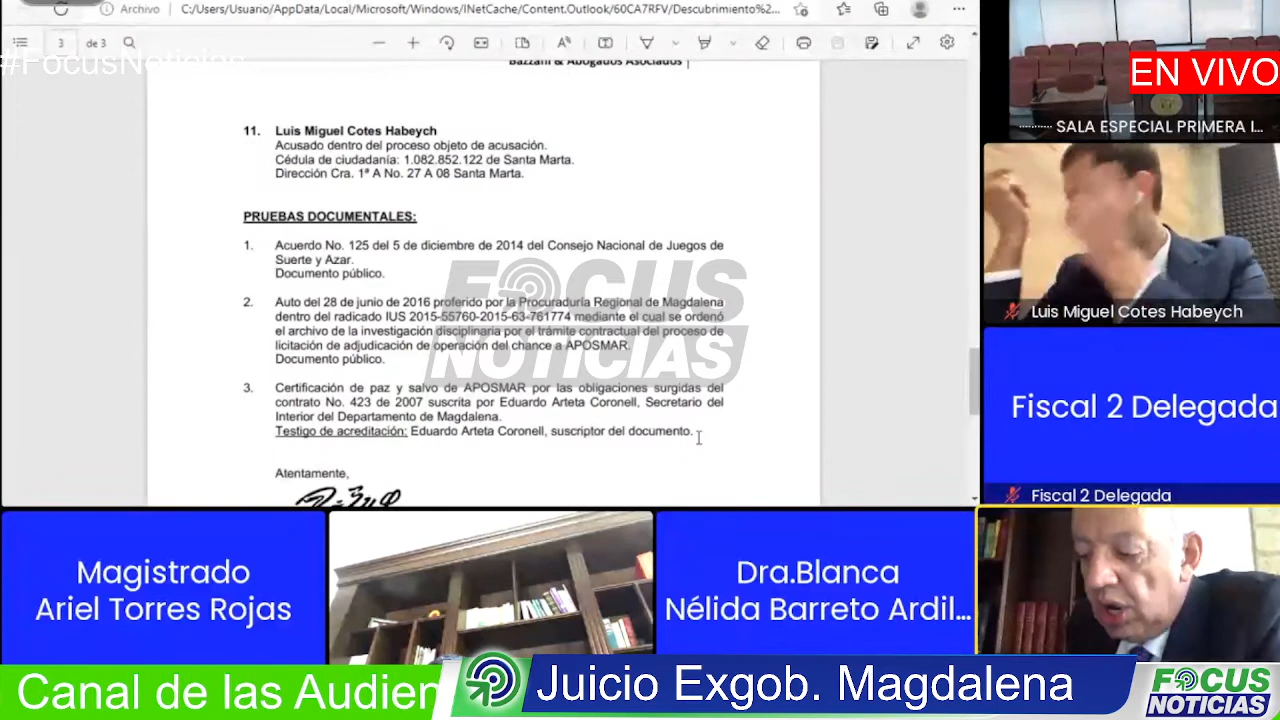 Archivo
C:/Users/Usuario/AppData/Local/Microsoft/Windows/INetCache/Content.Outlook/60CA7RFV/Descubrimiento%2...
3 de 3
#FocusNoticias
Bazzani & Abogados Asociados |
11. Luis Miguel Cotes Habeych
Acusado dentro del proceso objeto de acusación.
Cédula de ciudadanía: 1.082.852.122 de Santa Marta.
Dirección Cra. 1ª A No. 27 A 08 Santa Marta.
PRUEBAS DOCUMENTALES:
1. Acuerdo No. 125 del 5 de diciembre de 2014 del Consejo Nacional de Juegos de
Suerte y Azar.
Documento público.
2. Auto del 28 de junio de 2016 proferido por la Procuraduría Regional de Magdalena
dentro del radicado IUS 2015-55760-2015-63-761774 mediante el cual se ordenó
el archivo de la investigación disciplinaria por el trámite contractual del proceso de
licitación de adjudicación de operación del chance a APOSMAR.
Documento público.
3. Certificación de paz y salvo de APOSMAR por las obligaciones surgidas del
contrato No. 423 de 2007 suscrita por Eduardo Arteta Coronell, Secretario del
Interior del Departamento de Magdalena.
Testigo de acreditación: Eduardo Arteta Coronell, suscriptor del documento.
Atentamente,
FOCUS
NOTICIAS
EN VIVO
SALA ESPECIAL PRIMERA I...
Luis Miguel Cotes Habeych
Fiscal 2 Delegada
Fiscal 2 Delegada
Magistrado
Ariel Torres Rojas
Dra.Blanca
Nélida Barreto Ardil...
Canal de las Audien
Juicio Exgob. Magdalena
FOCUS
NOTICIAS